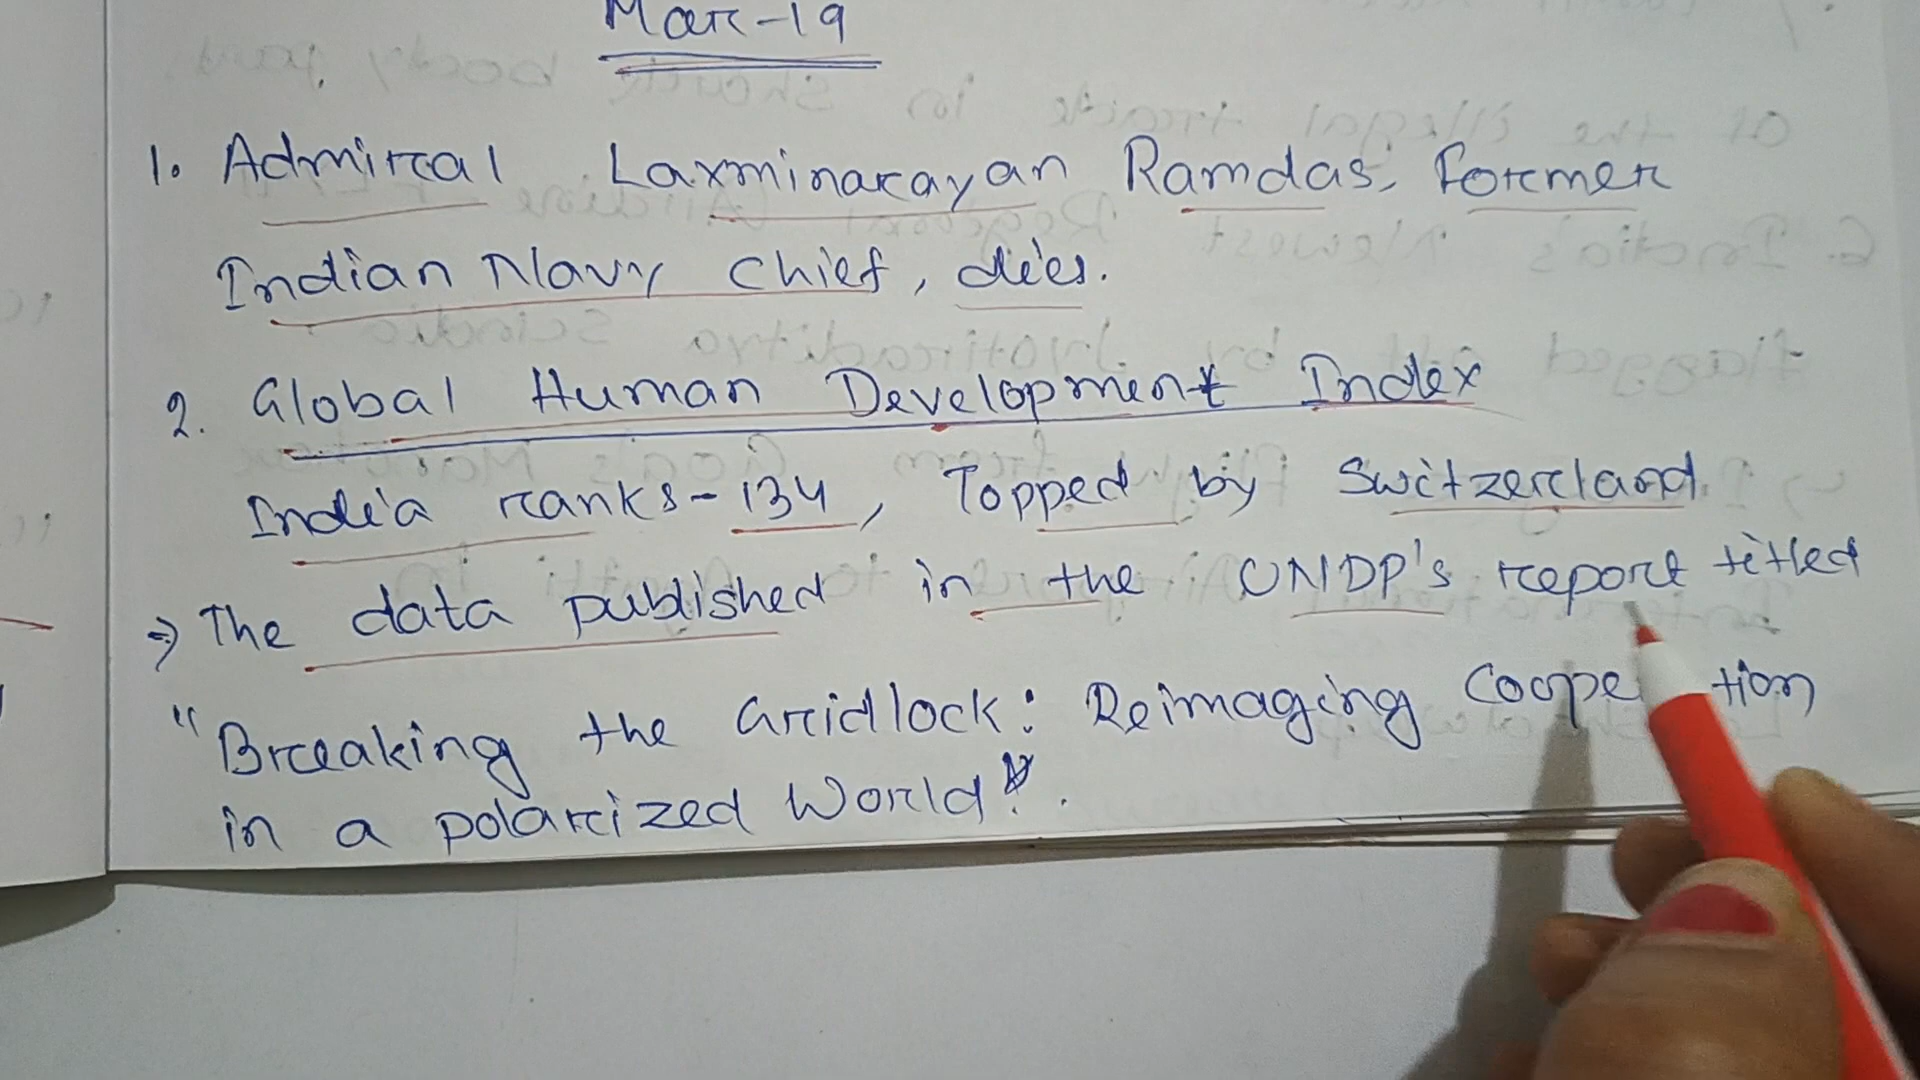 Mar-19
1. Admiral Laxminarayan Ramdas, Former
Indian Navy Chief, dies.
2. Global Human Development Index
India ranks-134, Topped by Switzerland.
⇒ The data published in the UNDP's report titled
"Breaking the Gridlock: Reimaging Coope tion
in a polarized World".